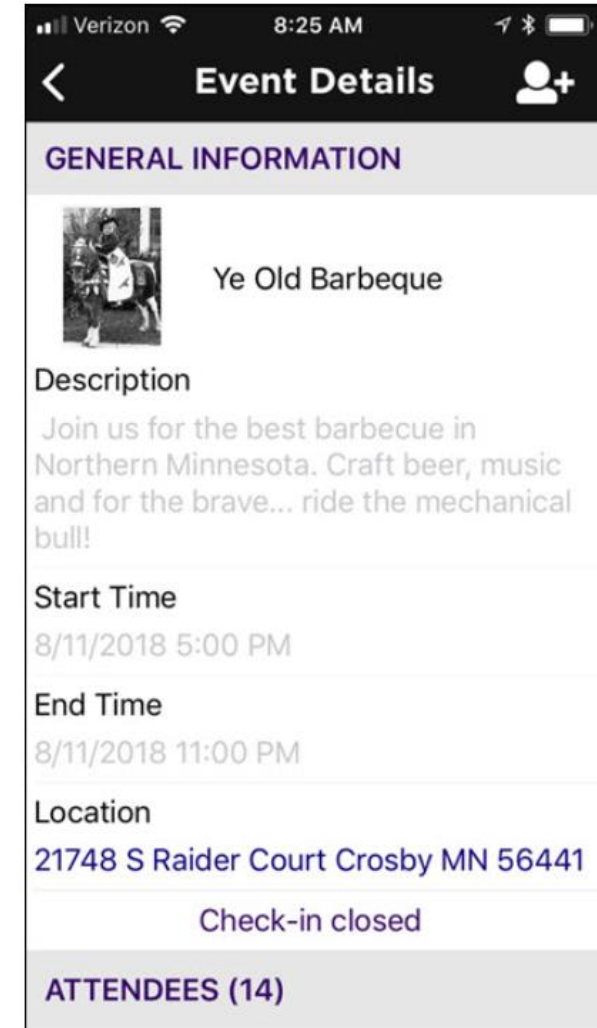 Verizon 8:25 AM
Event Details
GENERAL INFORMATION
Ye Old Barbeque
Description
Join us for the best barbecue in
Northern Minnesota. Craft beer, music
and for the brave... ride the mechanical
bull!
Start Time
8/11/2018 5:00 PM
End Time
8/11/2018 11:00 PM
Location
21748 S Raider Court Crosby MN 56441
Check-in closed
ATTENDEES (14)